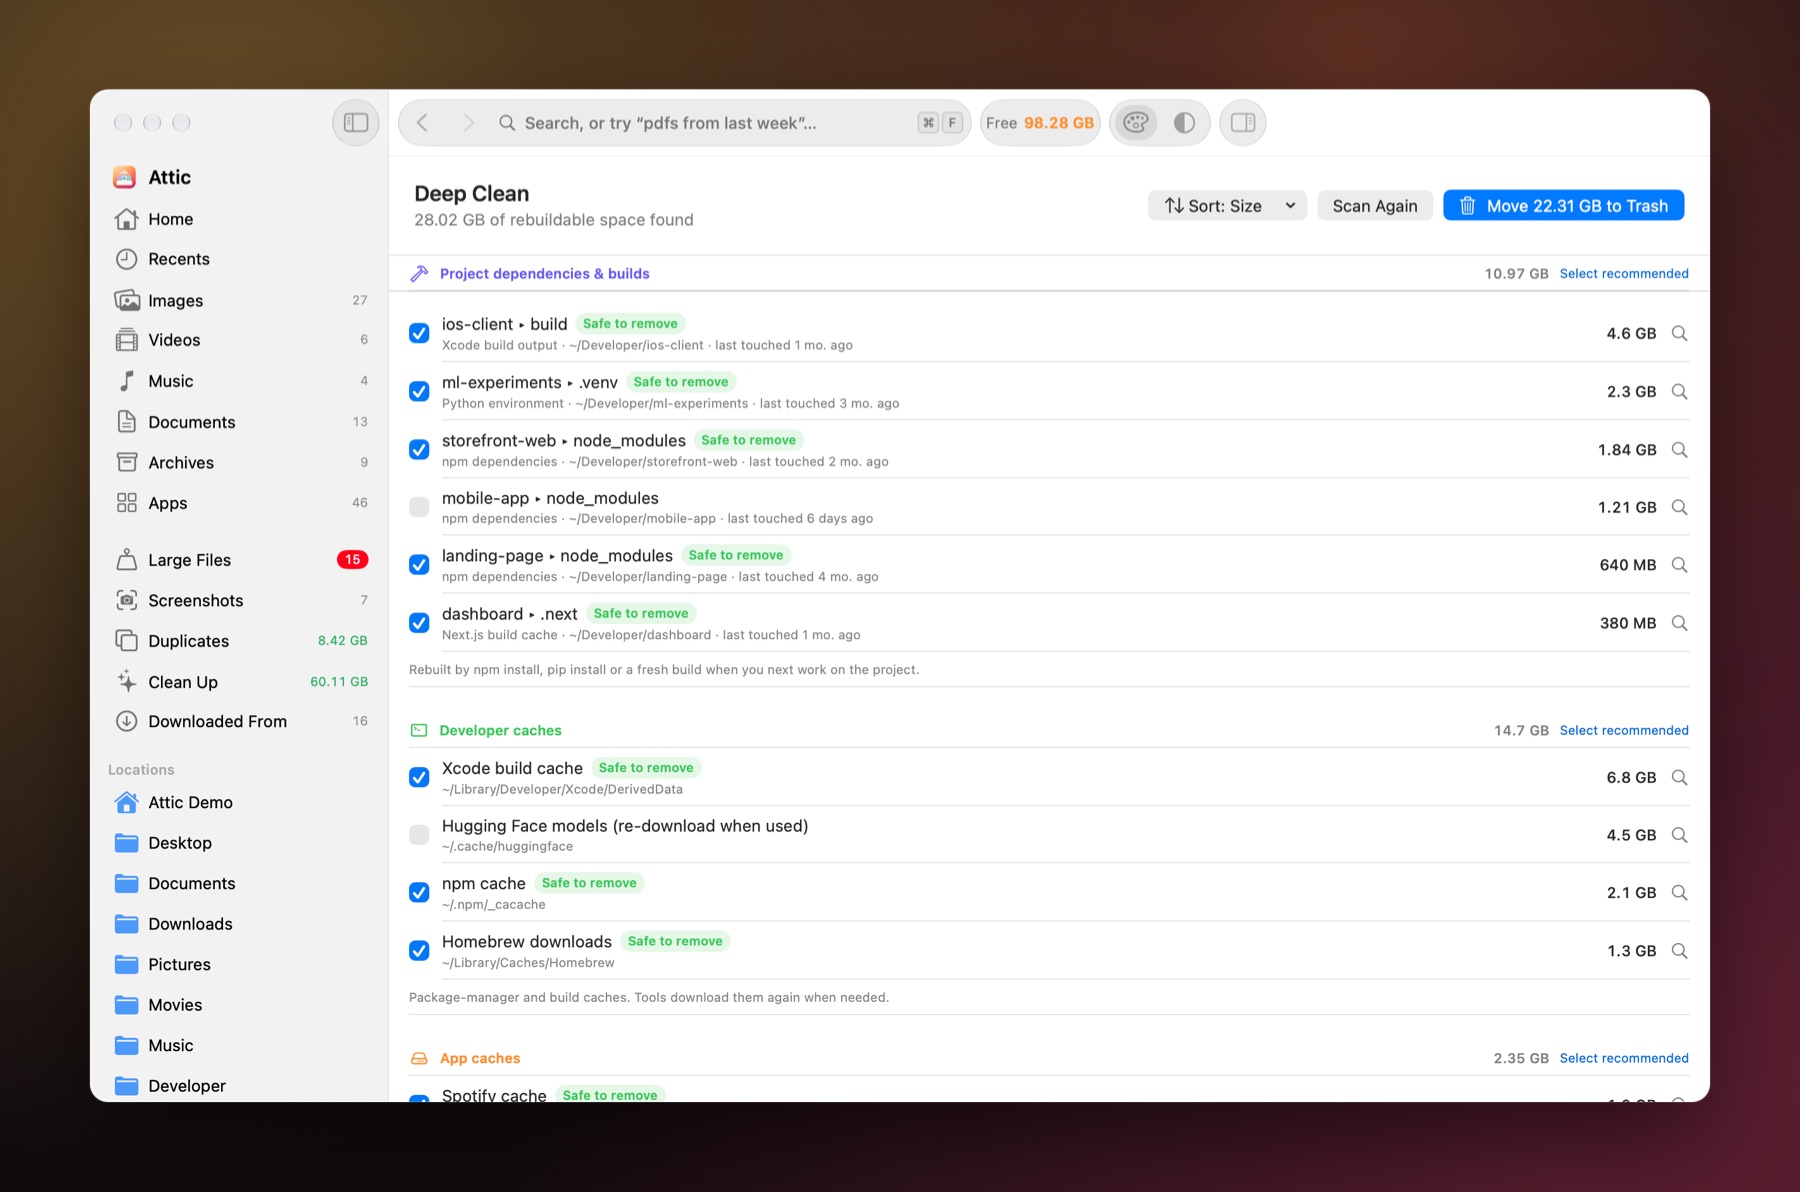 Search, or try “pdfs from last week”...
⌘ F
Free 98.28 GB
Attic
Home
Recents
Images 27
Videos 6
Music 4
Documents 13
Archives 9
Apps 46
Large Files 15
Screenshots 7
Duplicates 8.42 GB
Clean Up 60.11 GB
Downloaded From 16
Locations
Attic Demo
Desktop
Documents
Downloads
Pictures
Movies
Music
Developer
Deep Clean
28.02 GB of rebuildable space found
Sort: Size
Scan Again
Move 22.31 GB to Trash
Project dependencies & builds 10.97 GB Select recommended
ios-client ▸ build Safe to remove
Xcode build output · ~/Developer/ios-client · last touched 1 mo. ago
4.6 GB
ml-experiments ▸ .venv Safe to remove
Python environment · ~/Developer/ml-experiments · last touched 3 mo. ago
2.3 GB
storefront-web ▸ node_modules Safe to remove
npm dependencies · ~/Developer/storefront-web · last touched 2 mo. ago
1.84 GB
mobile-app ▸ node_modules
npm dependencies · ~/Developer/mobile-app · last touched 6 days ago
1.21 GB
landing-page ▸ node_modules Safe to remove
npm dependencies · ~/Developer/landing-page · last touched 4 mo. ago
640 MB
dashboard ▸ .next Safe to remove
Next.js build cache · ~/Developer/dashboard · last touched 1 mo. ago
380 MB
Rebuilt by npm install, pip install or a fresh build when you next work on the project.
Developer caches 14.7 GB Select recommended
Xcode build cache Safe to remove
~/Library/Developer/Xcode/DerivedData
6.8 GB
Hugging Face models (re-download when used)
~/.cache/huggingface
4.5 GB
npm cache Safe to remove
~/.npm/_cacache
2.1 GB
Homebrew downloads Safe to remove
~/Library/Caches/Homebrew
1.3 GB
Package-manager and build caches. Tools download them again when needed.
App caches 2.35 GB Select recommended
Spotify cache Safe to remove